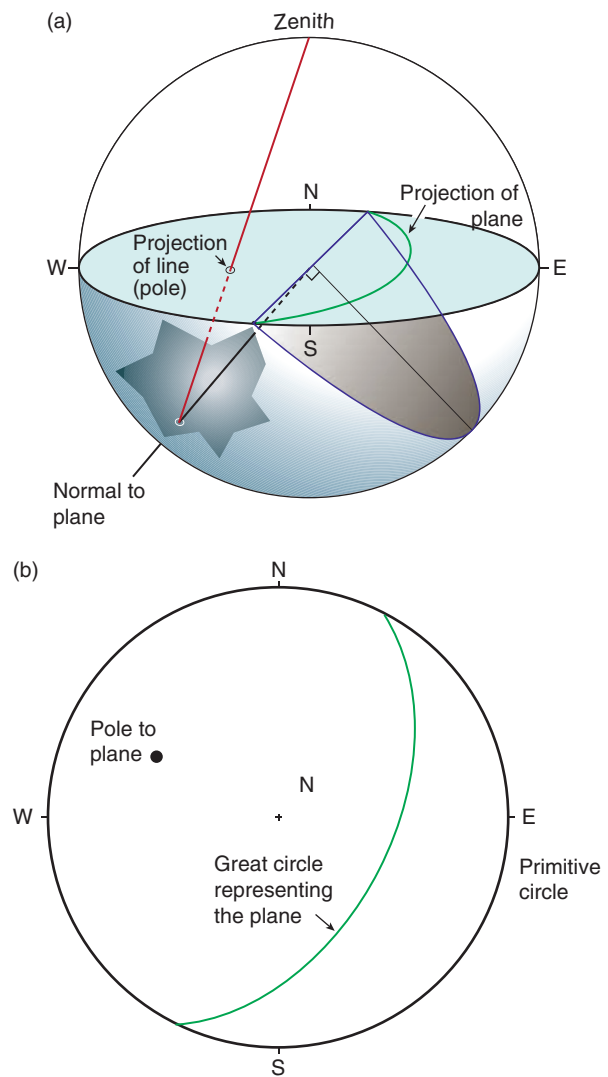 (a)
Zenith
N
Projection of
plane
Projection
of line
(pole)
W
E
S
Normal to
plane
(b)
N
Pole to
plane
N
W
E
Great circle
representing
the plane
Primitive
circle
S